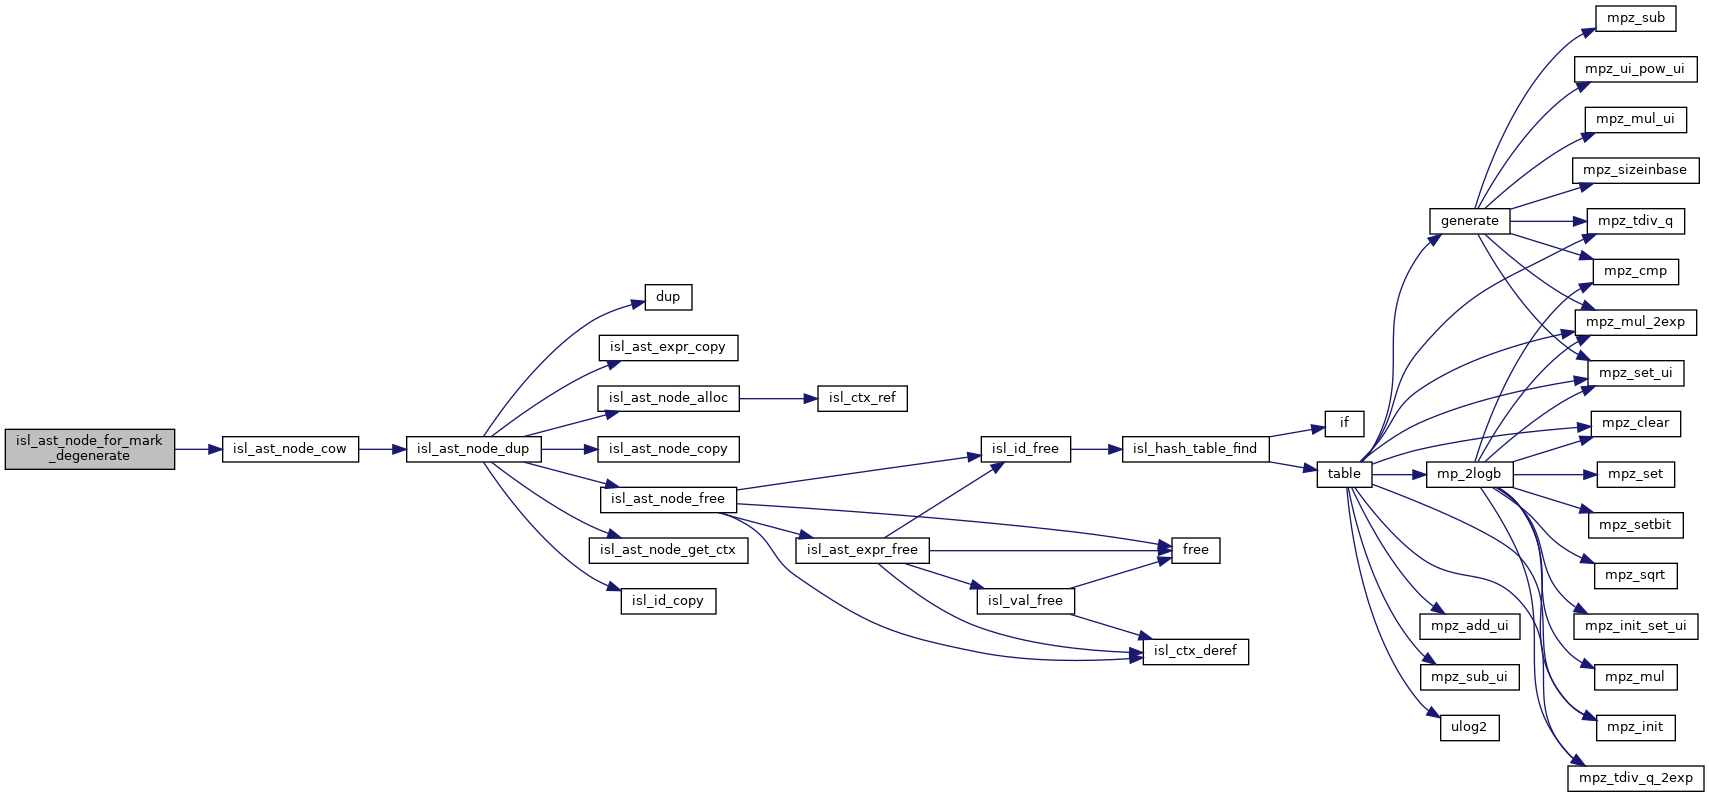 isl_ast_node_for_mark
_degenerate
isl_ast_node_cow
isl_ast_node_dup
dup
isl_ast_expr_copy
isl_ast_node_alloc
isl_ast_node_copy
isl_ast_node_free
isl_ast_node_get_ctx
isl_id_copy
isl_ctx_ref
isl_ast_expr_free
isl_id_free
isl_val_free
isl_hash_table_find
free
isl_ctx_deref
if
table
generate
mp_2logb
mpz_add_ui
mpz_sub_ui
ulog2
mpz_sub
mpz_ui_pow_ui
mpz_mul_ui
mpz_sizeinbase
mpz_tdiv_q
mpz_cmp
mpz_mul_2exp
mpz_set_ui
mpz_clear
mpz_set
mpz_setbit
mpz_sqrt
mpz_init_set_ui
mpz_mul
mpz_init
mpz_tdiv_q_2exp